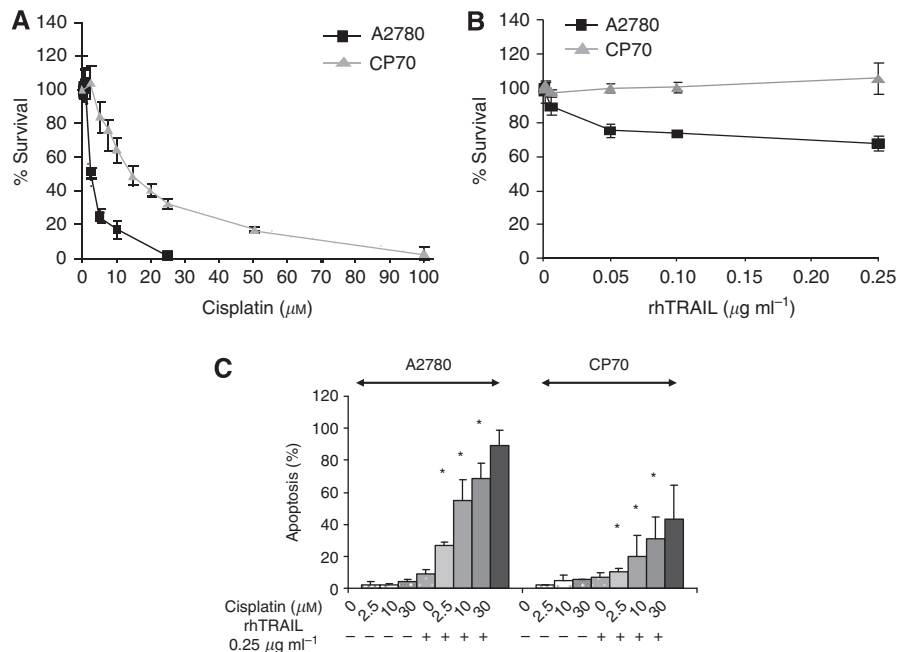 A
140
120
100
80
60
40
20
0
% Survival
A2780
CP70
0 10 20 30 40 50 60 70 80 90 100
Cisplatin (μM)
B
140
120
100
80
60
40
20
0
% Survival
A2780
CP70
0 0.05 0.10 0.15 0.20 0.25
rhTRAIL (μg ml⁻¹)
C
A2780 CP70
120
100
80
60
40
20
0
Apoptosis (%)
* * * * * *
Cisplatin (μM) 0 2.5 10 30 0 2.5 10 30 0 2.5 10 30 0 2.5 10 30
rhTRAIL
0.25 μg ml⁻¹ – – – – + + + + – – – – + + + +